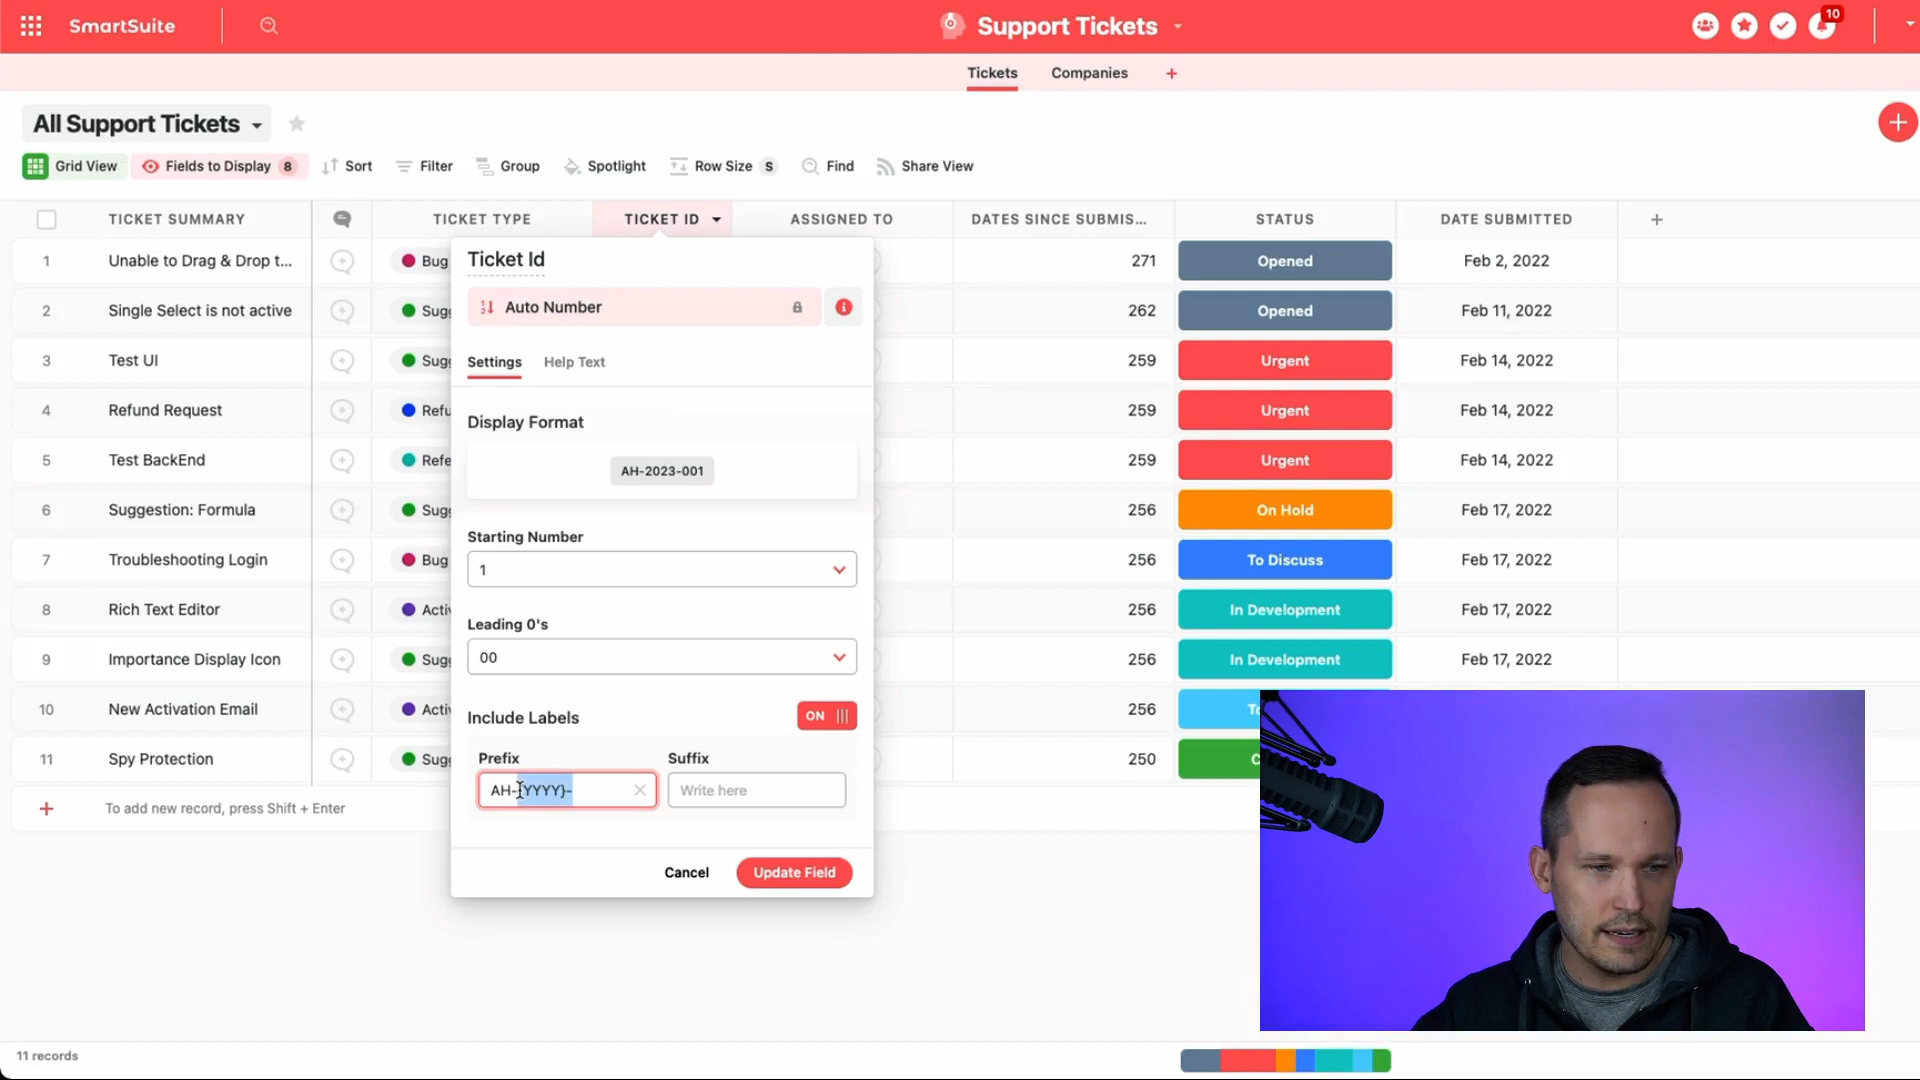 SmartSuite
Support Tickets
10
Tickets Companies +
All Support Tickets
Grid View Fields to Display 8 Sort Filter Group Spotlight Row Size S Find Share View
TICKET SUMMARY TICKET TYPE TICKET ID ASSIGNED TO DATES SINCE SUBMIS... STATUS DATE SUBMITTED +
1 Unable to Drag & Drop t... Bug 271 Opened Feb 2, 2022
2 Single Select is not active Sugg 262 Opened Feb 11, 2022
3 Test UI Sugg 259 Urgent Feb 14, 2022
4 Refund Request Refu 259 Urgent Feb 14, 2022
5 Test BackEnd Refe 259 Urgent Feb 14, 2022
6 Suggestion: Formula Sugg 256 On Hold Feb 17, 2022
7 Troubleshooting Login Bug 256 To Discuss Feb 17, 2022
8 Rich Text Editor Activ 256 In Development Feb 17, 2022
9 Importance Display Icon Sugg 256 In Development Feb 17, 2022
10 New Activation Email Activ 256
11 Spy Protection Sugg 250
+ To add new record, press Shift + Enter
Ticket Id
Auto Number
Settings Help Text
Display Format
AH-2023-001
Starting Number
1
Leading 0's
00
Include Labels ON
Prefix Suffix
AH-{YYYY}- Write here
Cancel Update Field
11 records